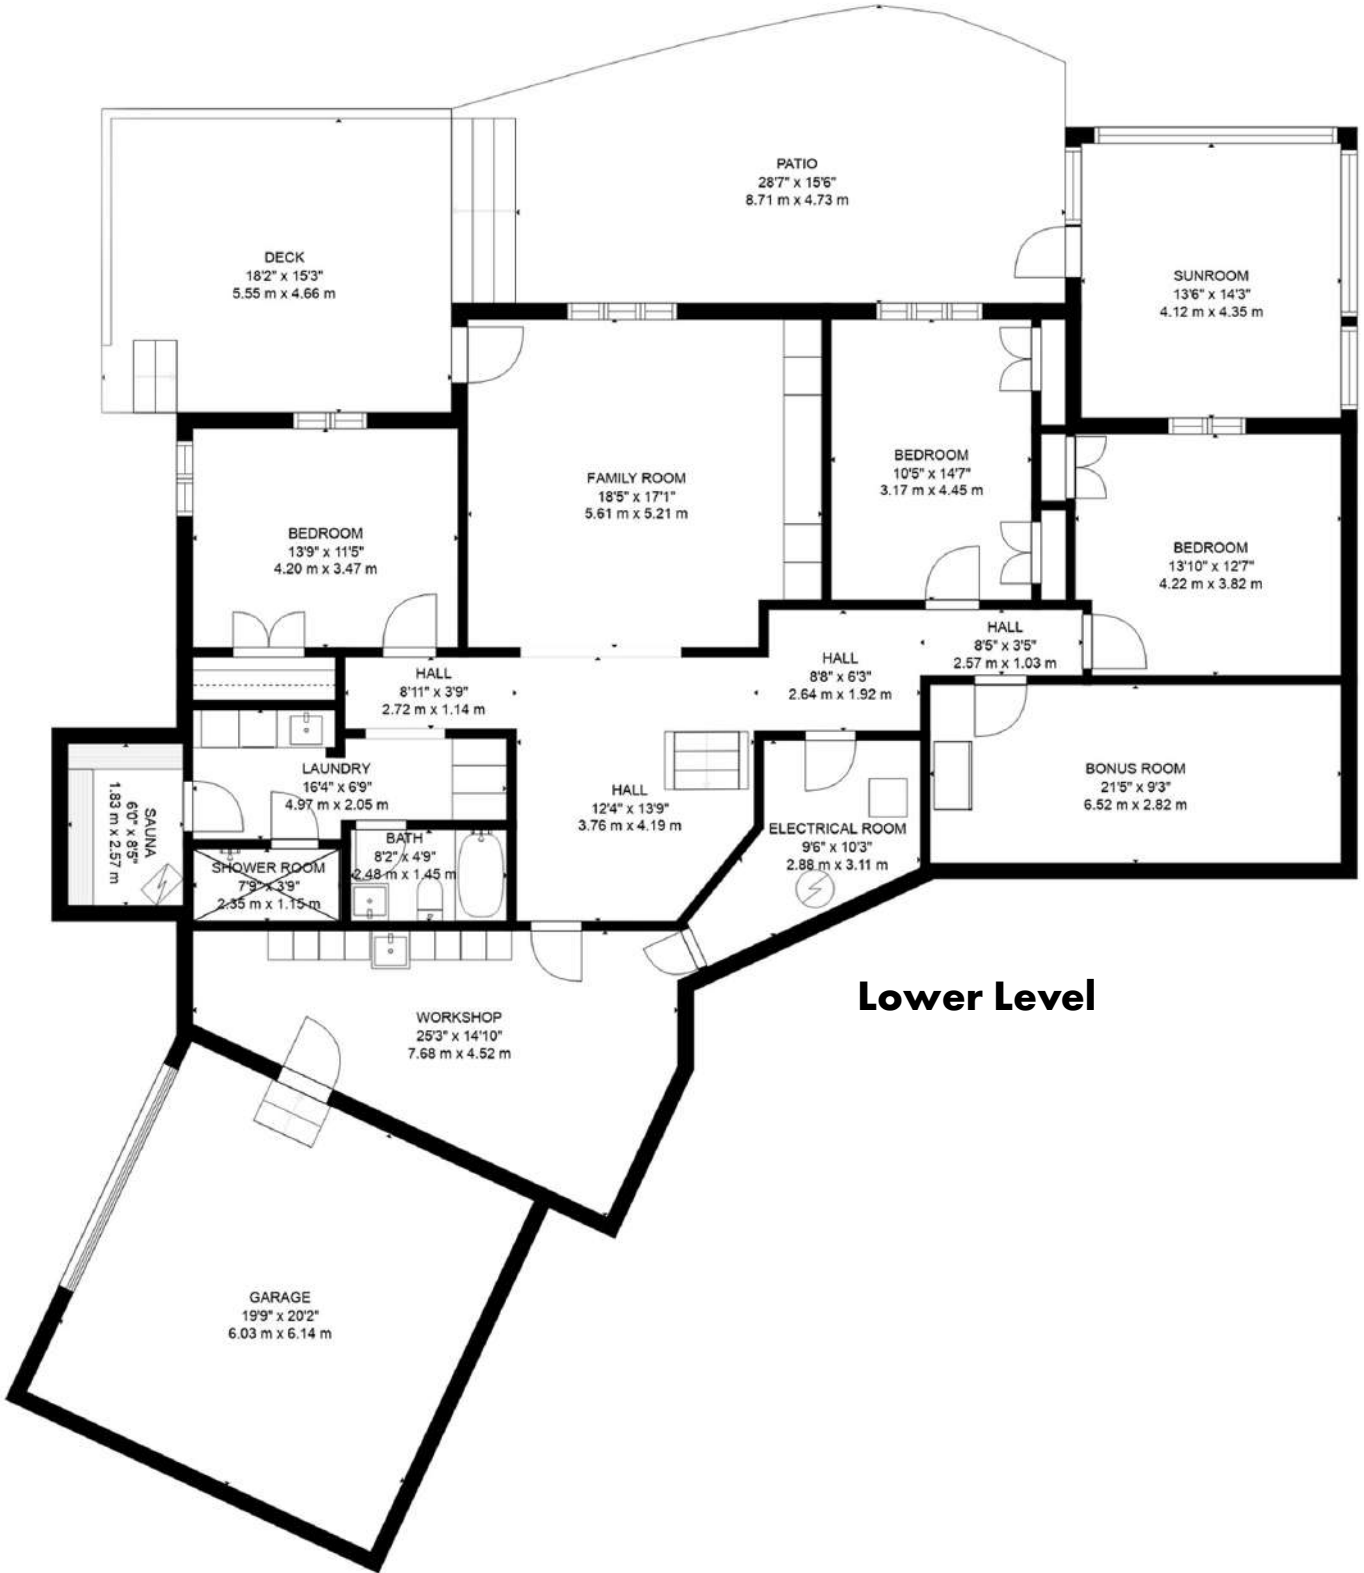 PATIO
28'7" x 15'6"
8.71 m x 4.73 m
DECK
18'2" x 15'3"
5.55 m x 4.66 m
SUNROOM
13'6" x 14'3"
4.12 m x 4.35 m
FAMILY ROOM
18'5" x 17'1"
5.61 m x 5.21 m
BEDROOM
10'5" x 14'7"
3.17 m x 4.45 m
BEDROOM
13'9" x 11'5"
4.20 m x 3.47 m
BEDROOM
13'10" x 12'7"
4.22 m x 3.82 m
HALL
8'5" x 3'5"
2.57 m x 1.03 m
HALL
8'8" x 6'3"
2.64 m x 1.92 m
HALL
8'11" x 3'9"
2.72 m x 1.14 m
LAUNDRY
16'4" x 6'9"
4.97 m x 2.05 m
HALL
12'4" x 13'9"
3.76 m x 4.19 m
BONUS ROOM
21'5" x 9'3"
6.52 m x 2.82 m
SAUNA
6'0" x 8'5"
1.83 m x 2.57 m
ELECTRICAL ROOM
9'6" x 10'3"
2.88 m x 3.11 m
BATH
8'2" x 4'9"
2.48 m x 1.45 m
SHOWER ROOM
7'9" x 3'9"
2.35 m x 1.15 m
Lower Level
WORKSHOP
25'3" x 14'10"
7.68 m x 4.52 m
GARAGE
19'9" x 20'2"
6.03 m x 6.14 m